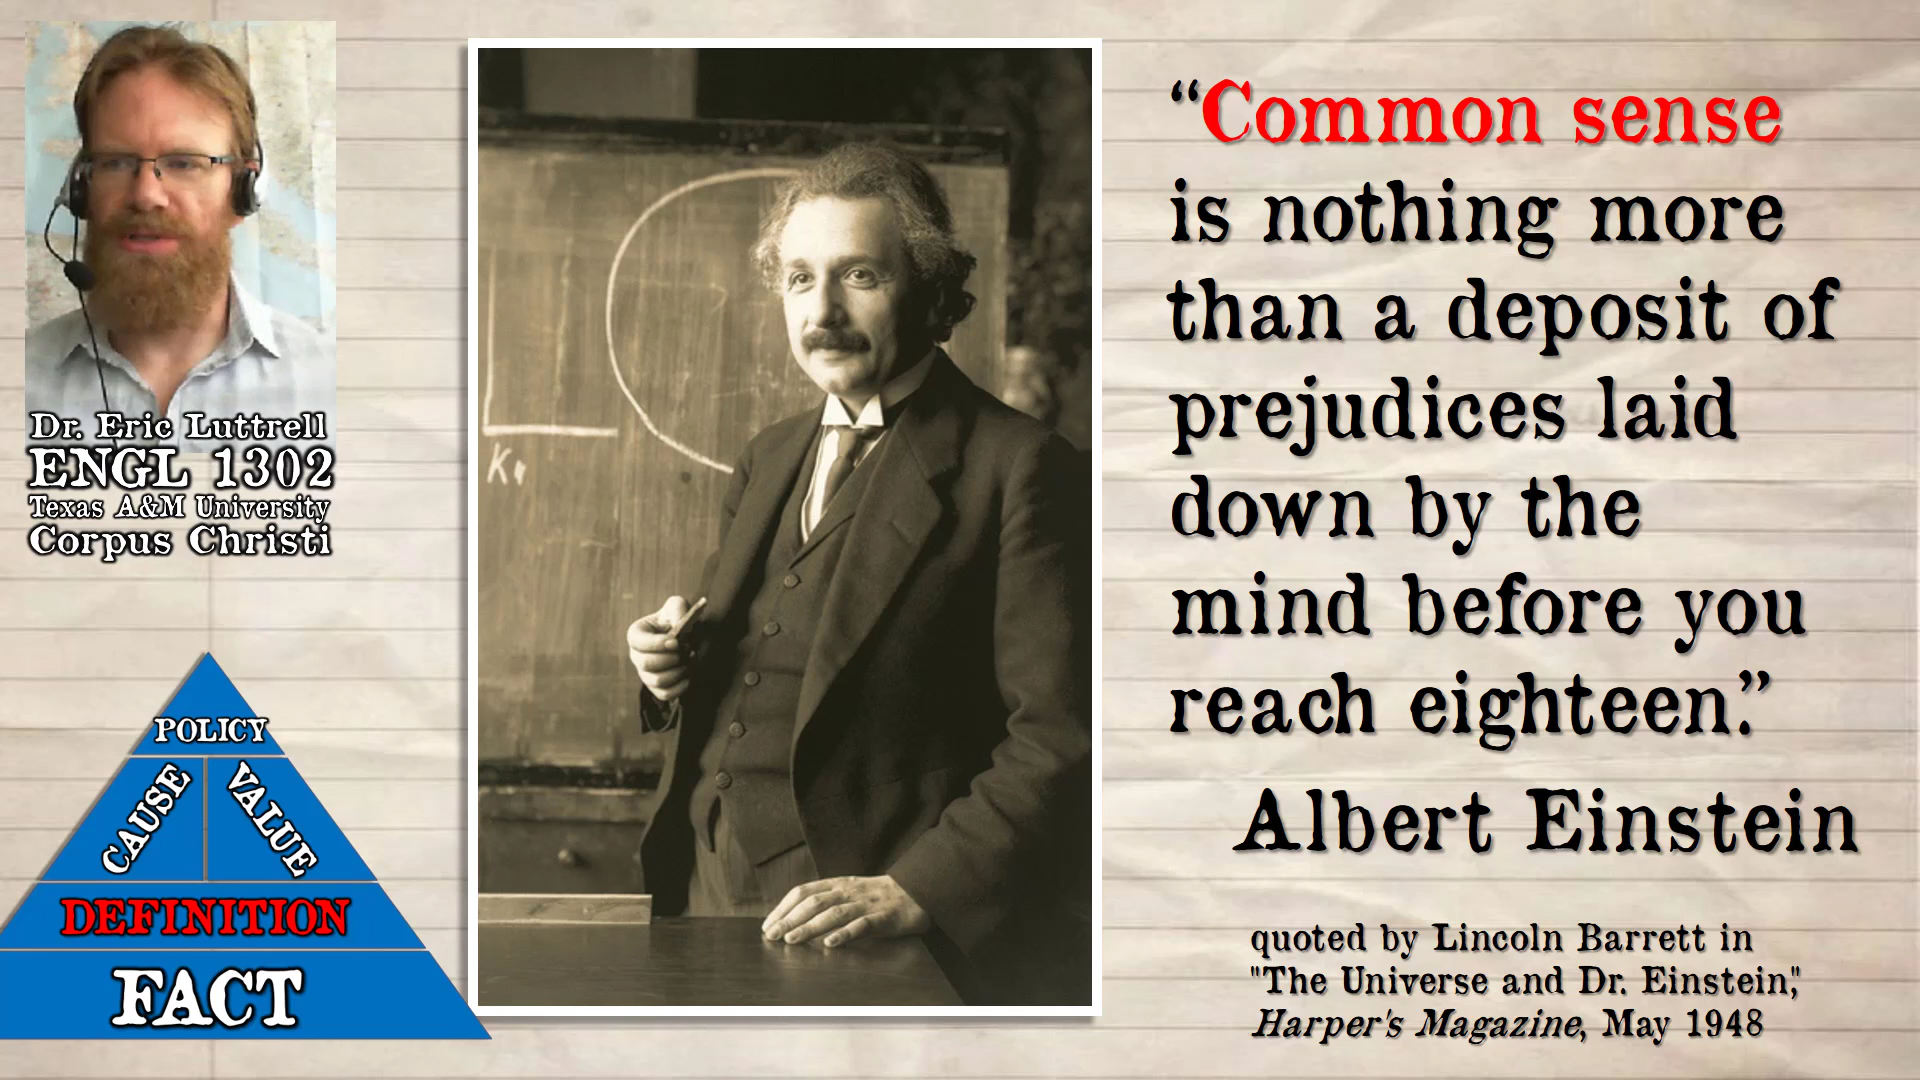 Dr. Eric Luttrell
ENGL 1302
Texas A&M University
Corpus Christi
POLICY
CAUSE
VALUE
DEFINITION
FACT
“Common sense
is nothing more
than a deposit of
prejudices laid
down by the
mind before you
reach eighteen.”
Albert Einstein
quoted by Lincoln Barrett in
"The Universe and Dr. Einstein,"
Harper's Magazine, May 1948